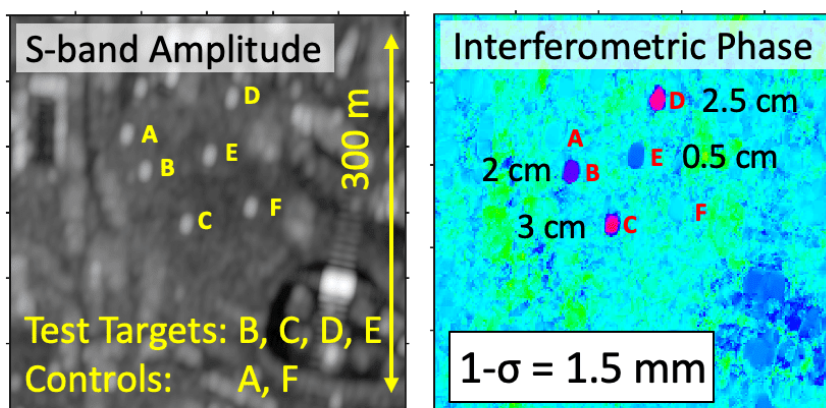 S-band Amplitude
D
A
E
B
F
C
300 m
Test Targets: B, C, D, E
Controls: A, F
Interferometric Phase
D 2.5 cm
A
E 0.5 cm
2 cm B
F
3 cm C
1-σ = 1.5 mm